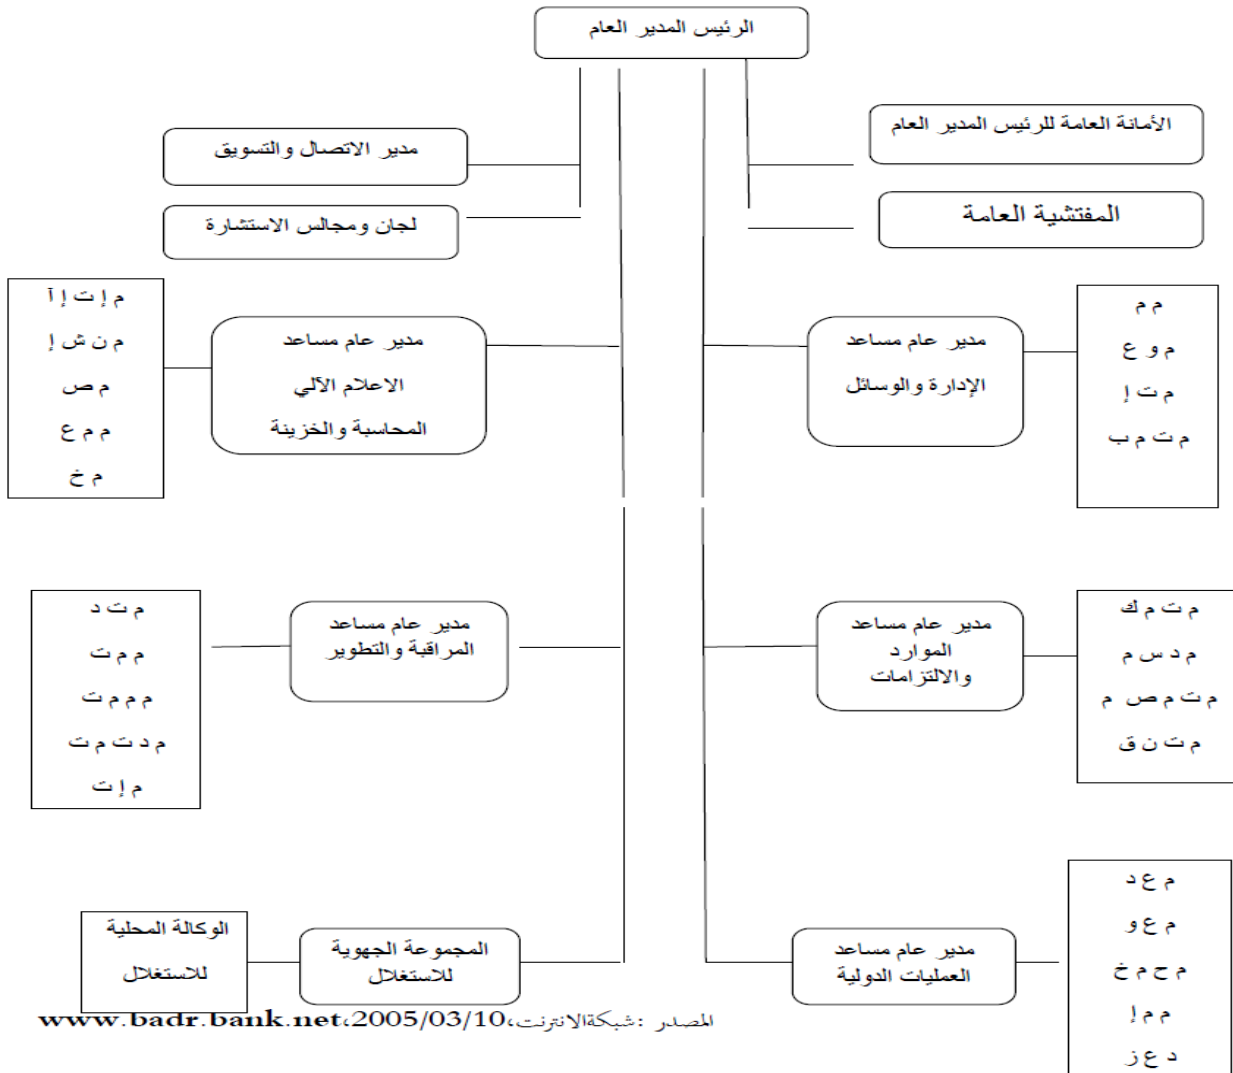 الرئيس المدير العام
الأمانة العامة للرئيس المدير العام
مدير الاتصال والتسويق
المفتشية العامة
لجان ومجالس الاستشارة
م م
م و ع
م ت إ
م ت م ب
مدير عام مساعد
الإدارة والوسائل
مدير عام مساعد
الاعلام الآلي
المحاسبة والخزينة
م إ ت إ آ
م ن ش إ
م ص
م م ع
م خ
م ت م ك
م د س م
م ت م ص م
م ت ن ق
مدير عام مساعد
الموارد
والالتزامات
مدير عام مساعد
المراقبة والتطوير
م ت د
م م ت
م م م ت
م د ت م ت
م إ ت
م ع د
م ع و
م ح م خ
م م إ
د ع ز
مدير عام مساعد
العمليات الدولية
المجموعة الجهوية
للاستغلال
الوكالة المحلية
للاستغلال
المصدر :شبكةالانترنت،2005/03/10،www.badr.bank.net